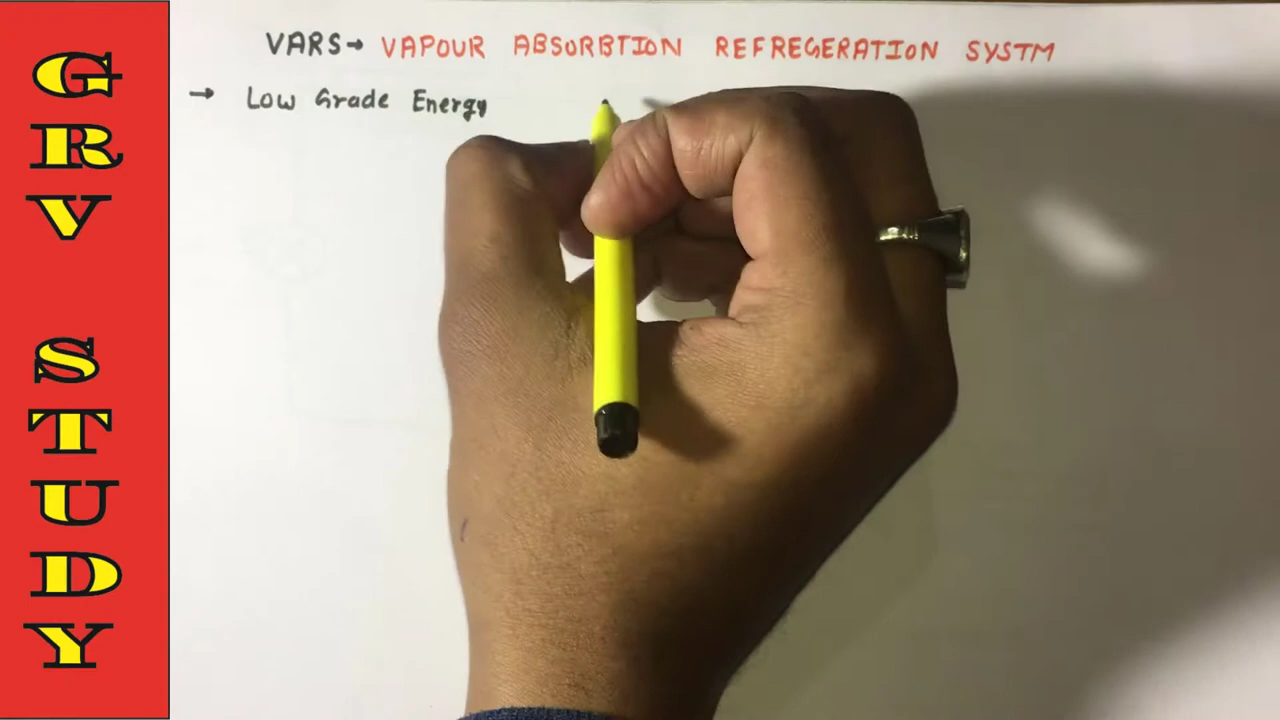 GRV STUDY
VARS→ VAPOUR ABSORBTION REFREGERATION SYSTM
→ Low Grade Energy